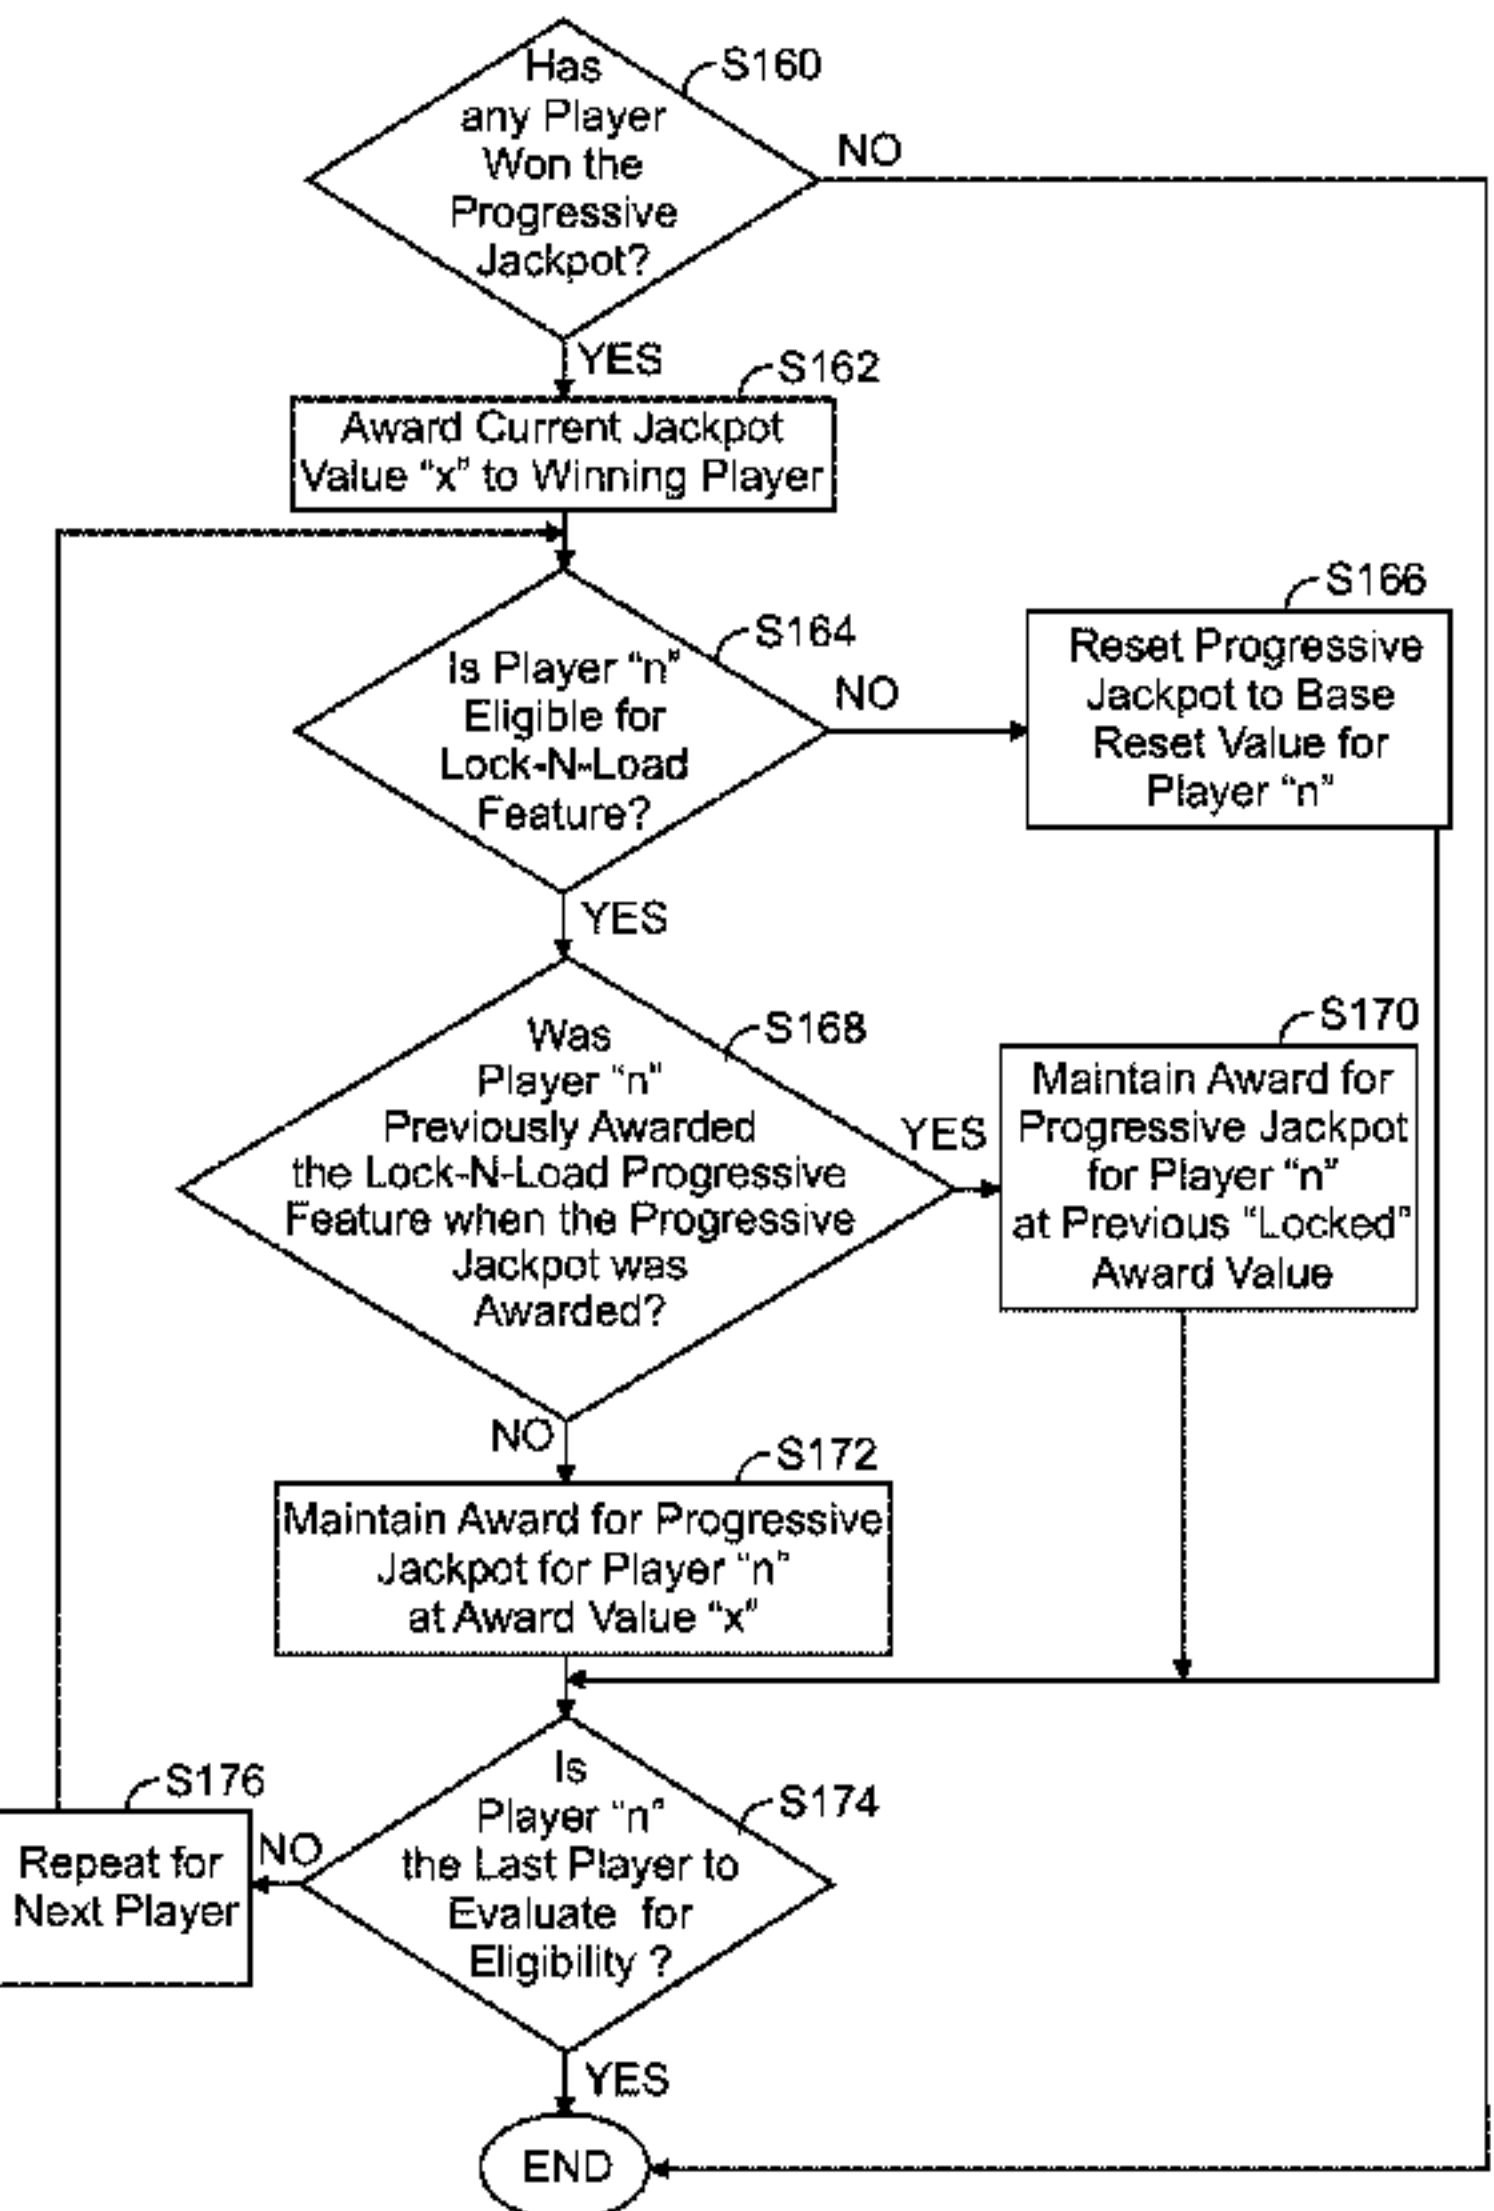 Has
any Player
Won the
Progressive
Jackpot?
S160
NO
YES
S162
Award Current Jackpot
Value “x” to Winning Player
S164
Is Player “n”
Eligible for
Lock-N-Load
Feature?
NO
S166
Reset Progressive
Jackpot to Base
Reset Value for
Player “n”
YES
S168
Was
Player “n”
Previously Awarded
the Lock-N-Load Progressive
Feature when the Progressive
Jackpot was
Awarded?
YES
S170
Maintain Award for
Progressive Jackpot
for Player “n”
at Previous “Locked”
Award Value
NO
S172
Maintain Award for Progressive
Jackpot for Player “n”
at Award Value “x”
S174
Is
Player “n”
the Last Player to
Evaluate for
Eligibility ?
NO
S176
Repeat for
Next Player
YES
END